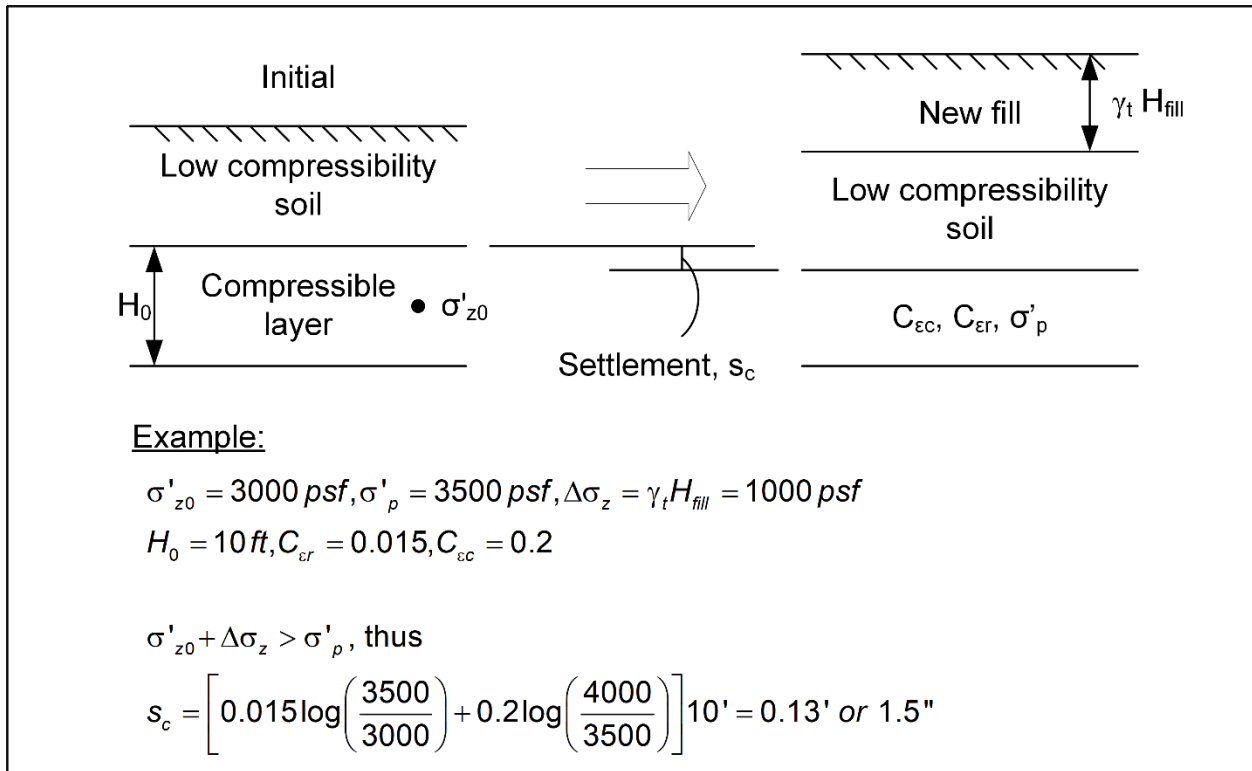 Initial
Low compressibility
soil
H₀
Compressible
layer
σ'z0
Settlement, sc
New fill
γt Hfill
Low compressibility
soil
Cεc, Cεr, σ'p
Example:
σ'z0 = 3000 psf, σ'p = 3500 psf, Δσz = γt Hfill = 1000 psf
H₀ = 10 ft, Cεr = 0.015, Cεc = 0.2
σ'z0 + Δσz > σ'p, thus
sc = [0.015 log(3500/3000) + 0.2 log(4000/3500)] 10' = 0.13' or 1.5"